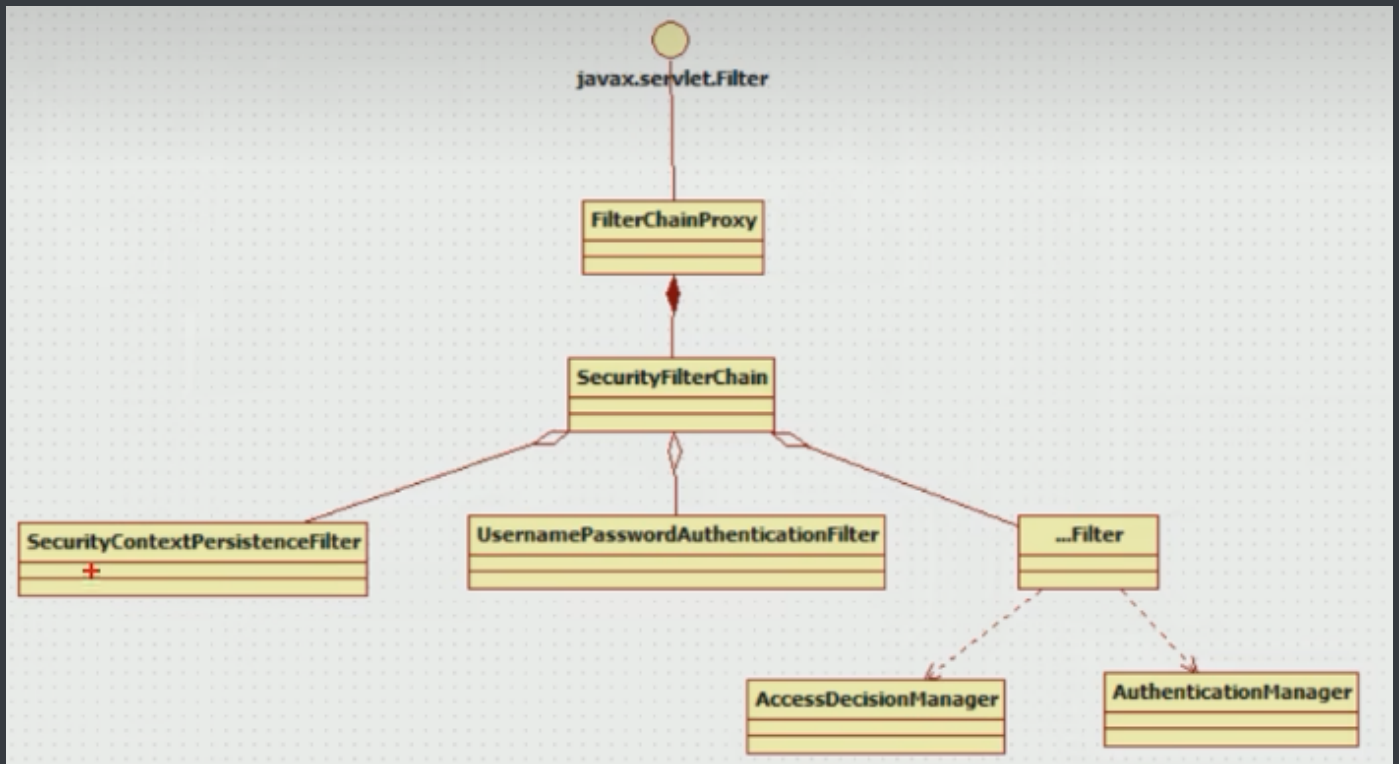 javax.servlet.Filter
FilterChainProxy
SecurityFilterChain
SecurityContextPersistenceFilter
UsernamePasswordAuthenticationFilter
...Filter
AccessDecisionManager
AuthenticationManager